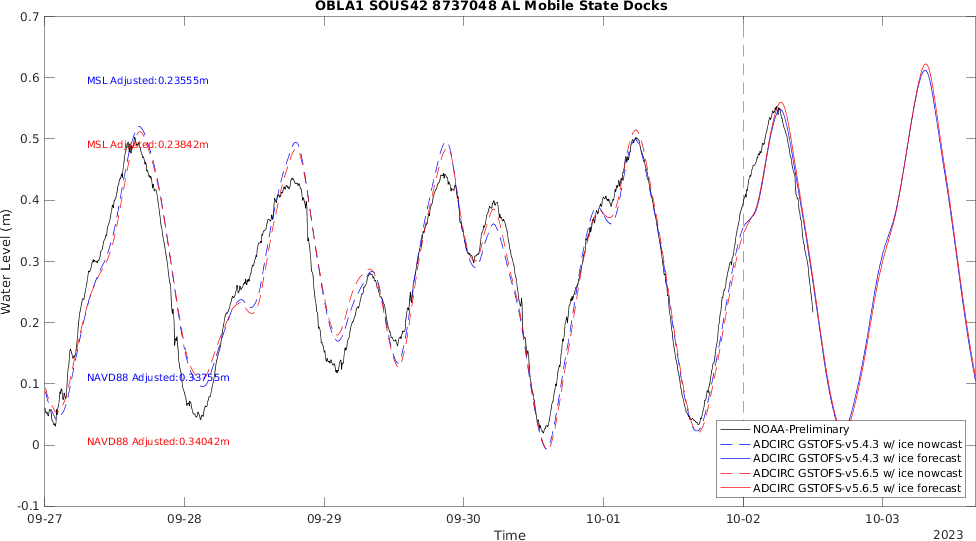 OBLA1 SOUS42 8737048 AL Mobile State Docks
0.7
0.6
0.5
0.4
0.3
0.2
0.1
0
-0.1
Water Level (m)
MSL Adjusted:0.23555m
MSL Adjusted:0.23842m
NAVD88 Adjusted:0.33755m
NAVD88 Adjusted:0.34042m
NOAA-Preliminary
ADCIRC GSTOFS-v5.4.3 w/ ice nowcast
ADCIRC GSTOFS-v5.4.3 w/ ice forecast
ADCIRC GSTOFS-v5.6.5 w/ ice nowcast
ADCIRC GSTOFS-v5.6.5 w/ ice forecast
09-27 09-28 09-29 09-30 10-01 10-02 10-03
Time
2023